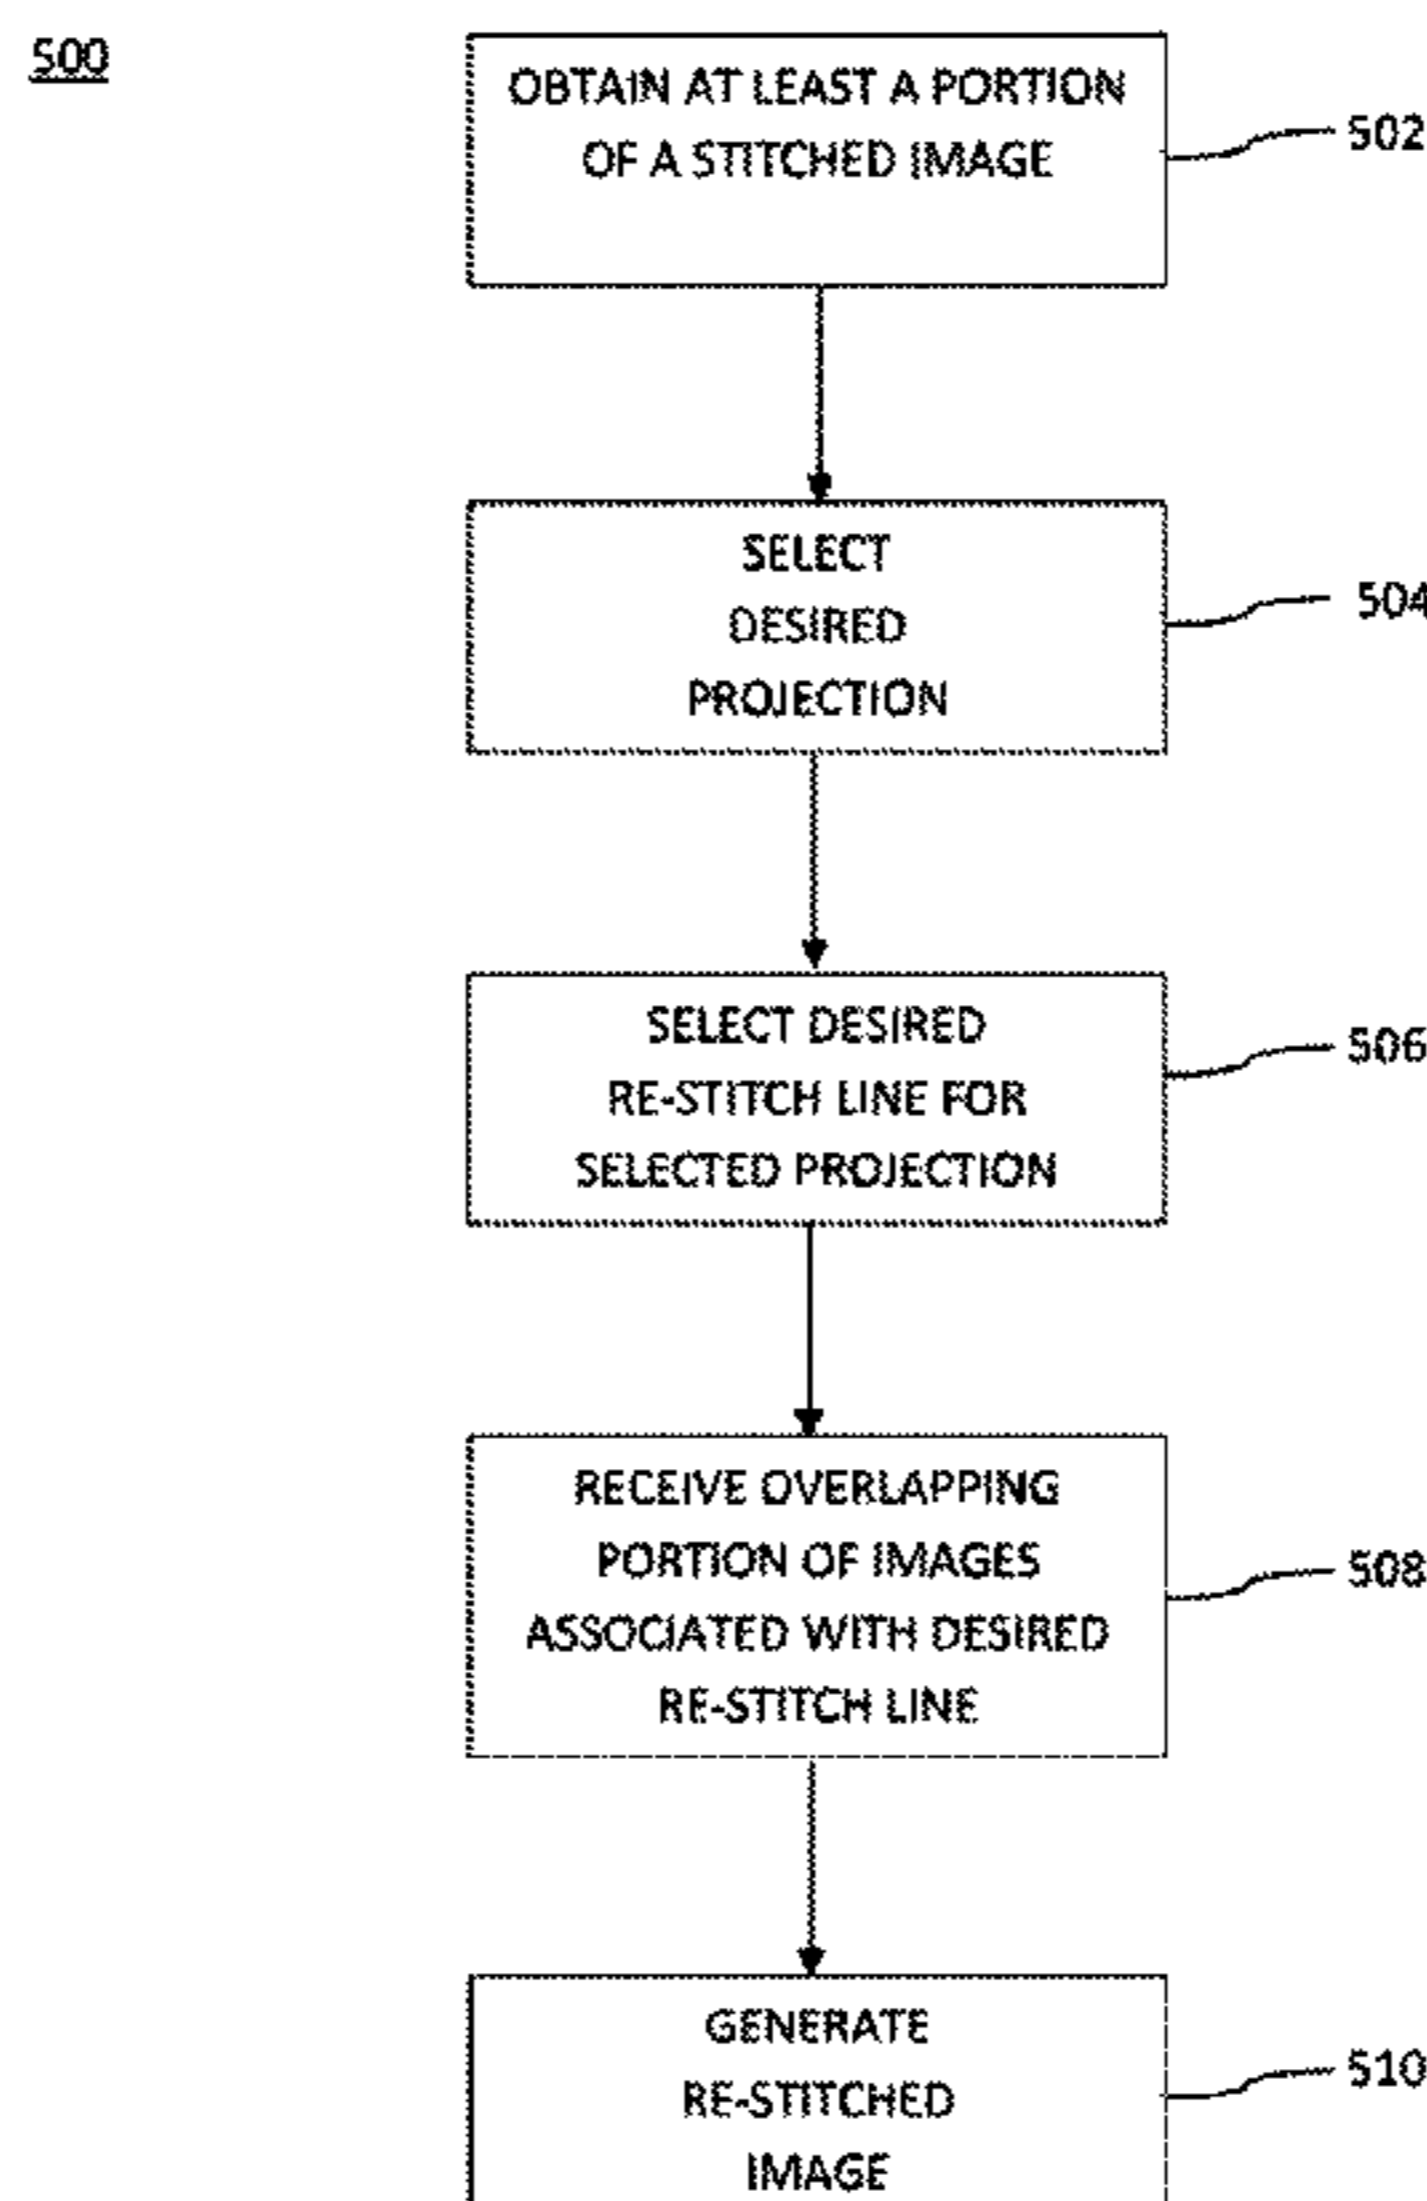 500
OBTAIN AT LEAST A PORTION
OF A STITCHED IMAGE
502
SELECT
DESIRED
PROJECTION
504
SELECT DESIRED
RE-STITCH LINE FOR
SELECTED PROJECTION
506
RECEIVE OVERLAPPING
PORTION OF IMAGES
ASSOCIATED WITH DESIRED
RE-STITCH LINE
508
GENERATE
RE-STITCHED
IMAGE
510